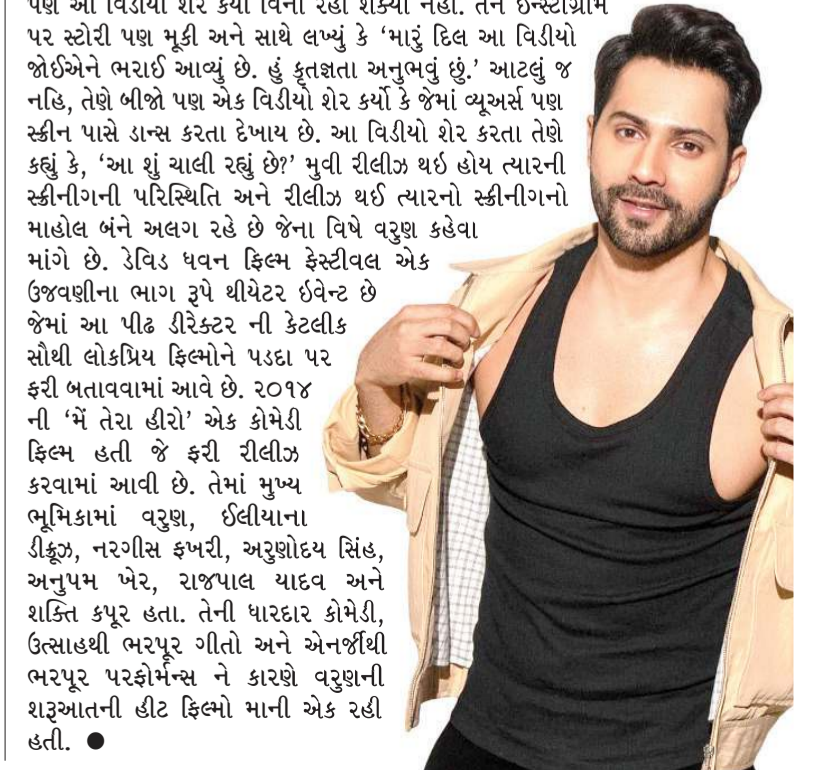 પણ આ વિડીયો શેર કર્યા વિના રહી શક્યો નહીં. તેને ઇન્સ્ટાગ્રામ
પર સ્ટોરી પણ મૂકી અને સાથે લખ્યું કે ‘મારું દિલ આ વિડીયો
જોઈએને ભરાઈ આવ્યું છે. હું કૃતજ્ઞતા અનુભવું છું.’ આટલું જ
નહિ, તેણે બીજો પણ એક વિડીયો શેર કર્યો કે જેમાં વ્યૂઅર્સ પણ
સ્ક્રીન પાસે ડાન્સ કરતા દેખાય છે. આ વિડીયો શેર કરતા તેણે
કહ્યું કે, ‘આ શું ચાલી રહ્યું છે?’ મુવી રીલીઝ થઇ હોય ત્યારની
સ્ક્રીનીગની પરિસ્થિતિ અને રીલીઝ થઈ ત્યારનો સ્ક્રીનીગનો
માહોલ બંને અલગ રહે છે જેના વિષે વરુણ કહેવા
માંગે છે. ડેવિડ ધવન ફિલ્મ ફેસ્ટીવલ એક
ઉજવણીના ભાગ રૂપે થીયેટર ઇવેન્ટ છે
જેમાં આ પીઢ ડીરેક્ટર ની કેટલીક
સૌથી લોકપ્રિય ફિલ્મોને પડદા પર
ફરી બતાવવામાં આવે છે. ૨૦૧૪
ની ‘મેં તેરા હીરો’ એક કોમેડી
ફિલ્મ હતી જે ફરી રીલીઝ
કરવામાં આવી છે. તેમાં મુખ્ય
ભૂમિકામાં વરુણ, ઈલીયાના
ડીક્રૂઝ, નરગીસ ફખરી, અરુણોદય સિંહ,
અનુપમ ખેર, રાજપાલ યાદવ અને
શક્તિ કપૂર હતા. તેની ધારદાર કોમેડી,
ઉત્સાહથી ભરપૂર ગીતો અને એનર્જીથી
ભરપૂર પરફોર્મન્સ ને કારણે વરુણની
શરૂઆતની હીટ ફિલ્મો માની એક રહી
હતી. ●